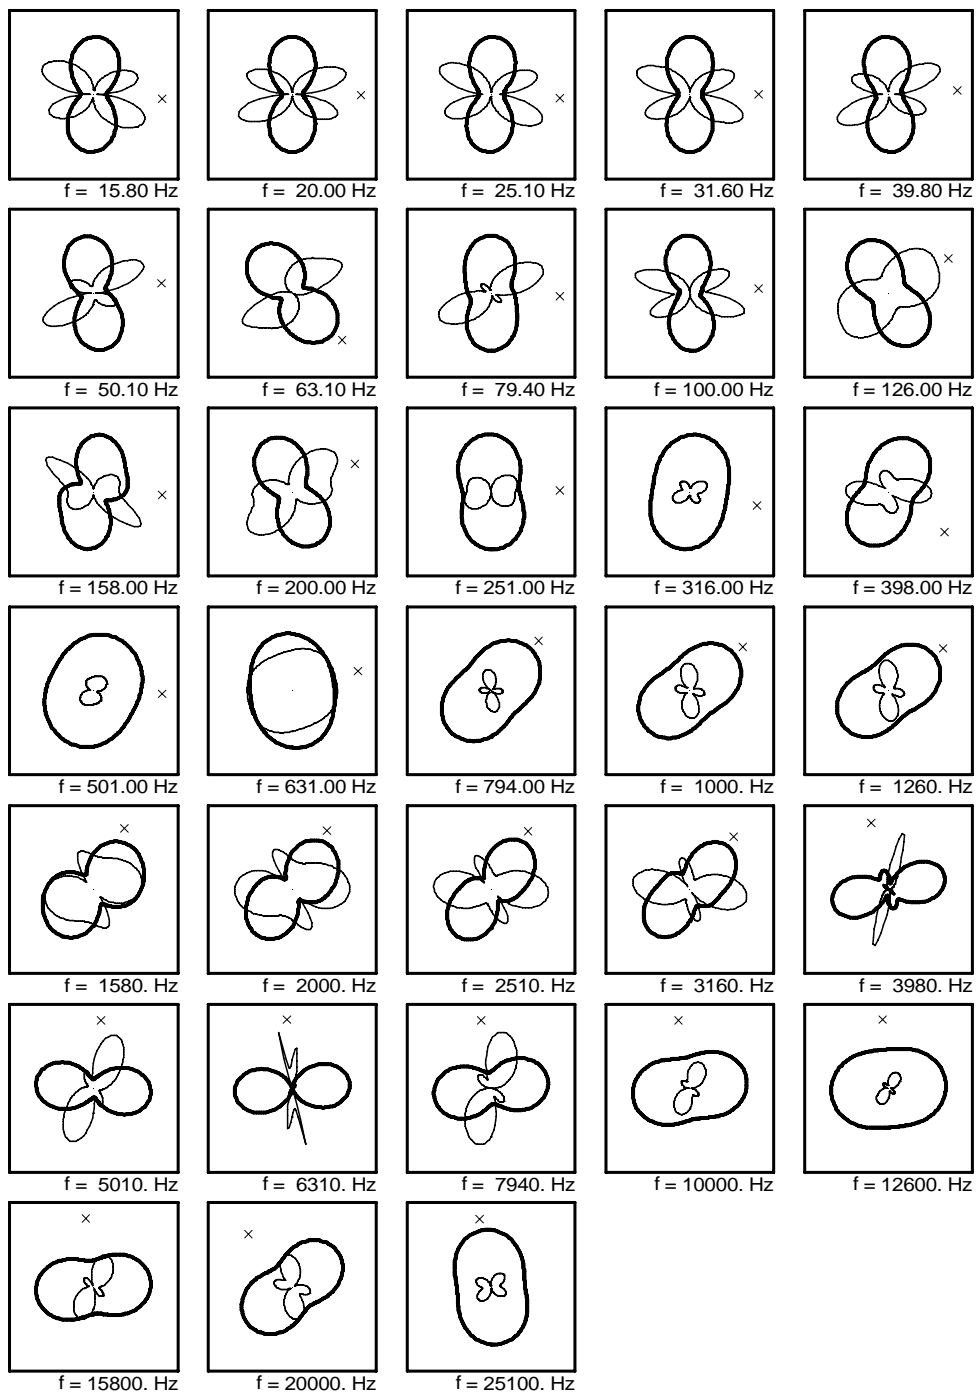 f = 15.80 Hz
f = 20.00 Hz
f = 25.10 Hz
f = 31.60 Hz
f = 39.80 Hz
f = 50.10 Hz
f = 63.10 Hz
f = 79.40 Hz
f = 100.00 Hz
f = 126.00 Hz
f = 158.00 Hz
f = 200.00 Hz
f = 251.00 Hz
f = 316.00 Hz
f = 398.00 Hz
f = 501.00 Hz
f = 631.00 Hz
f = 794.00 Hz
f = 1000. Hz
f = 1260. Hz
f = 1580. Hz
f = 2000. Hz
f = 2510. Hz
f = 3160. Hz
f = 3980. Hz
f = 5010. Hz
f = 6310. Hz
f = 7940. Hz
f = 10000. Hz
f = 12600. Hz
f = 15800. Hz
f = 20000. Hz
f = 25100. Hz